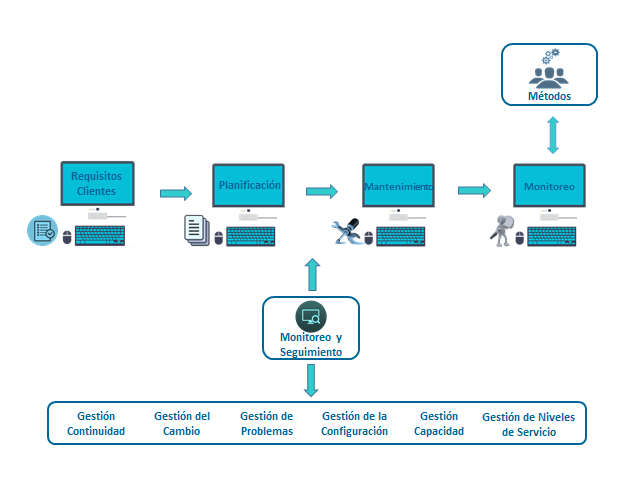 Métodos
Requisitos
Clientes
Planificación
Mantenimiento
Monitoreo
Monitoreo y
Seguimiento
Gestión
Continuidad
Gestión del
Cambio
Gestión de
Problemas
Gestión de la
Configuración
Gestión
Capacidad
Gestión de Niveles
de Servicio